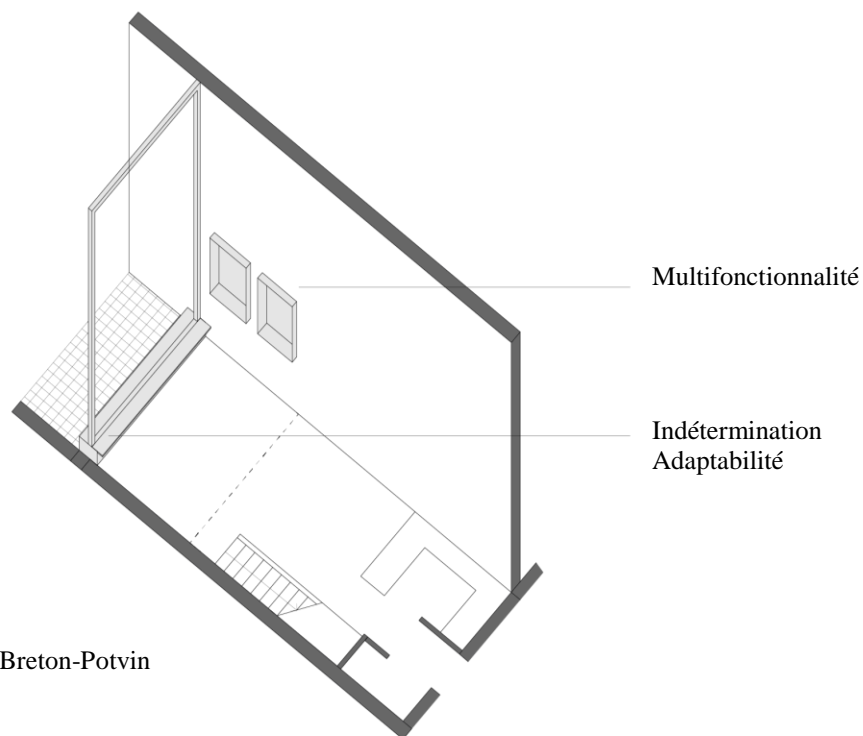 Multifonctionnalité
Indétermination
Adaptabilité
Breton-Potvin